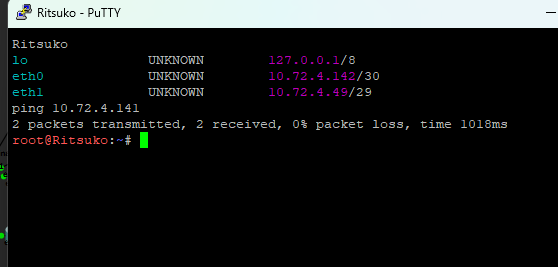 Ritsuko - PuTTY
Ritsuko
lo UNKNOWN 127.0.0.1/8
eth0 UNKNOWN 10.72.4.142/30
eth1 UNKNOWN 10.72.4.49/29
ping 10.72.4.141
2 packets transmitted, 2 received, 0% packet loss, time 1018ms
root@Ritsuko:~#